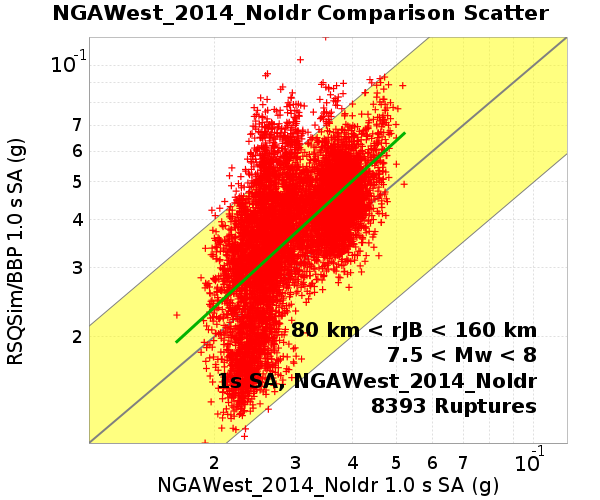 NGAWest_2014_NoIdr Comparison Scatter
RSQSim/BBP 1.0 s SA (g)
10⁻¹
7
6
5
4
3
2
80 km < rJB < 160 km
7.5 < Mw < 8
1s SA, NGAWest_2014_NoIdr
8393 Ruptures
2 3 4 5 6 7 10⁻¹
NGAWest_2014_NoIdr 1.0 s SA (g)